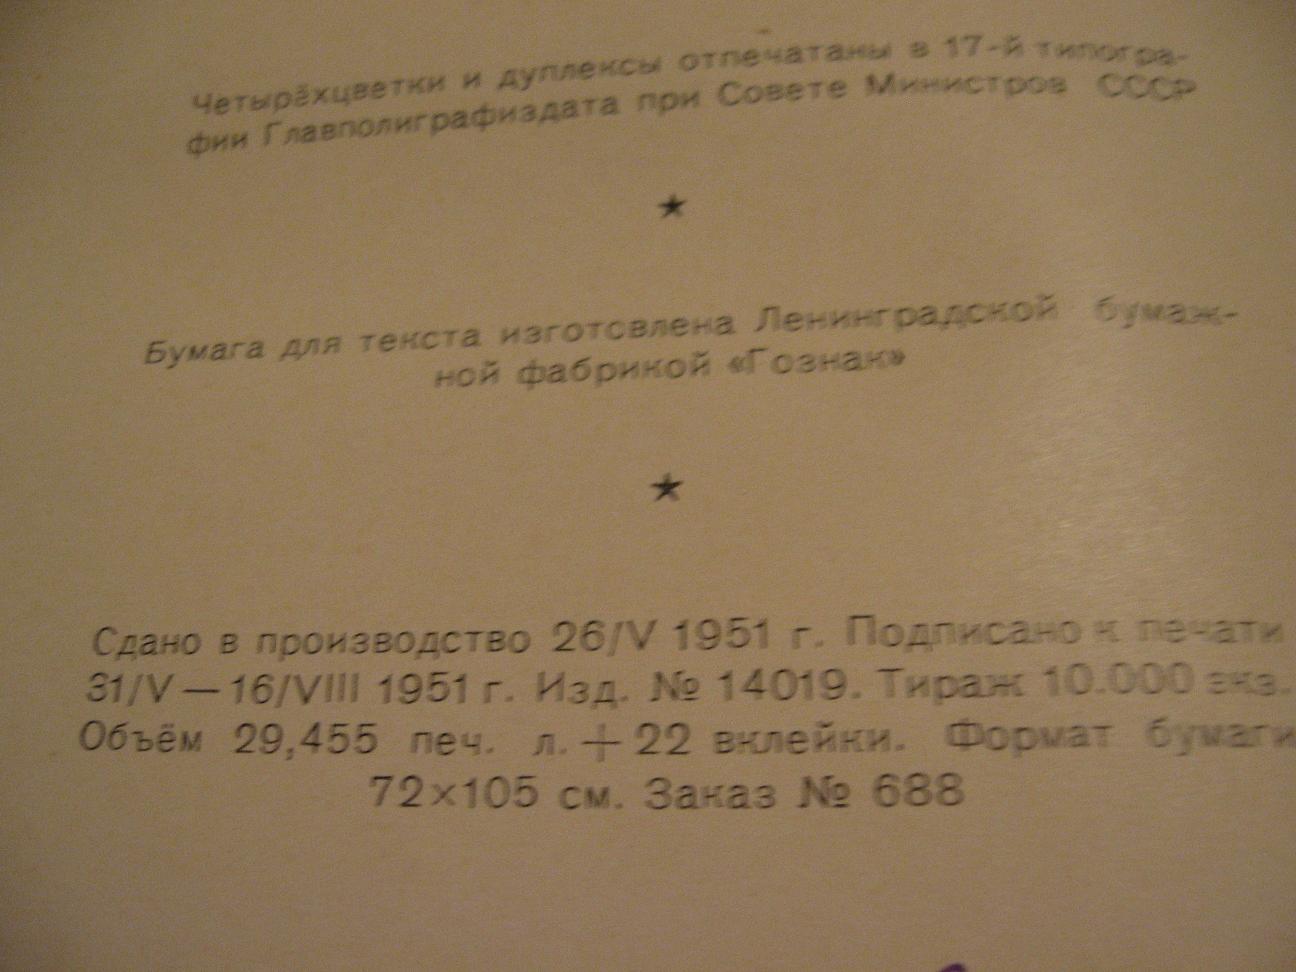 Четырёхцветки и дуплексы отпечатаны в 17-й типогра-
фии Главполиграфиздата при Совете Министров СССР
★
Бумага для текста изготовлена Ленинградской бумаж-
ной фабрикой «Гознак»
★
Сдано в производство 26/V 1951 г. Подписано к печати
31/V — 16/VIII 1951 г. Изд. № 14019. Тираж 10.000 экз.
Объём 29,455 печ. л. + 22 вклейки. Формат бумаги
72×105 см. Заказ № 688